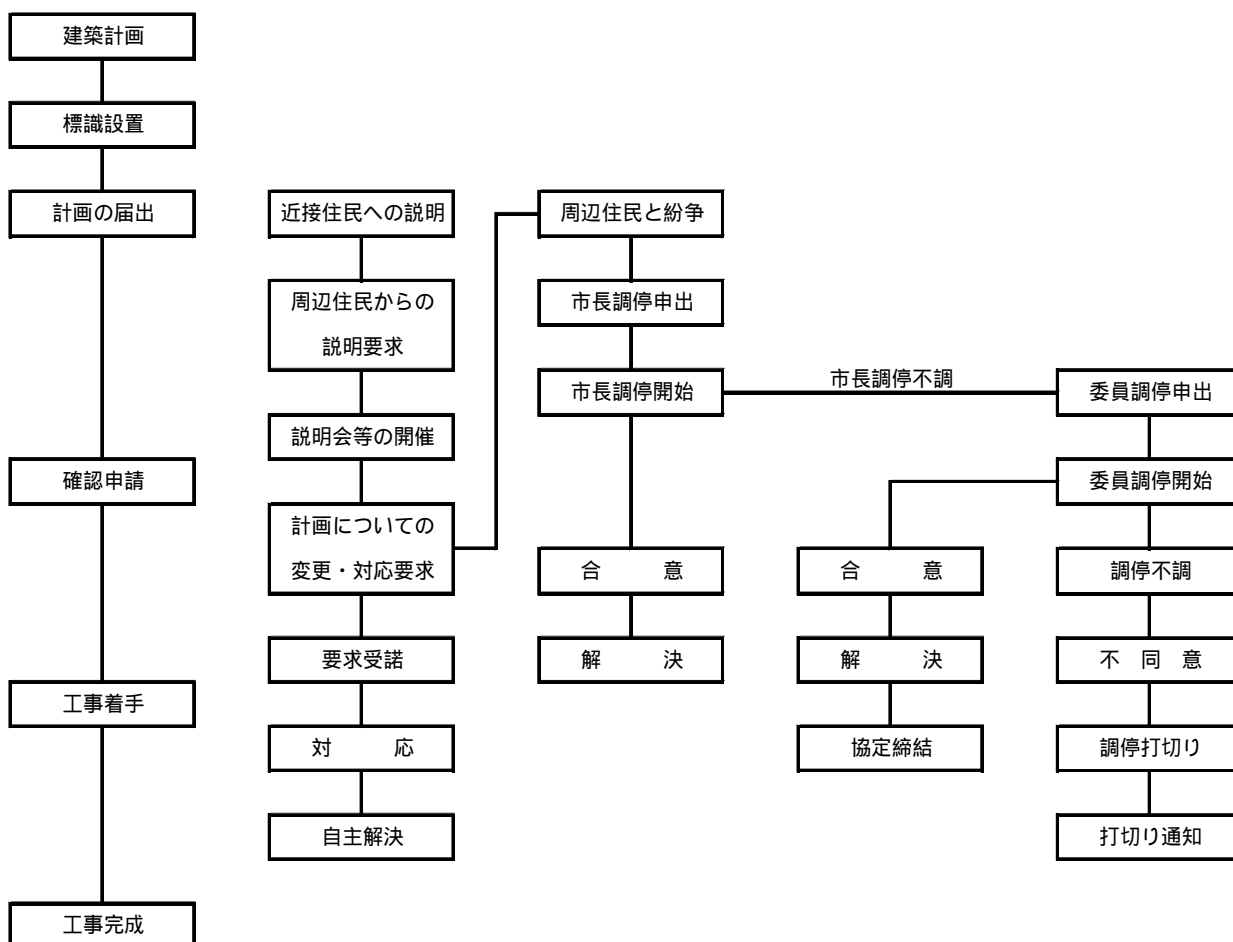 建築計画
標識設置
計画の届出
確認申請
工事着手
工事完成
近接住民への説明
周辺住民からの
説明要求
説明会等の開催
計画についての
変更・対応要求
要求受諾
対　応
自主解決
周辺住民と紛争
市長調停申出
市長調停開始
合　意
解　決
市長調停不調
委員調停申出
委員調停開始
合　意
解　決
協定締結
調停不調
不　同　意
調停打切り
打切り通知